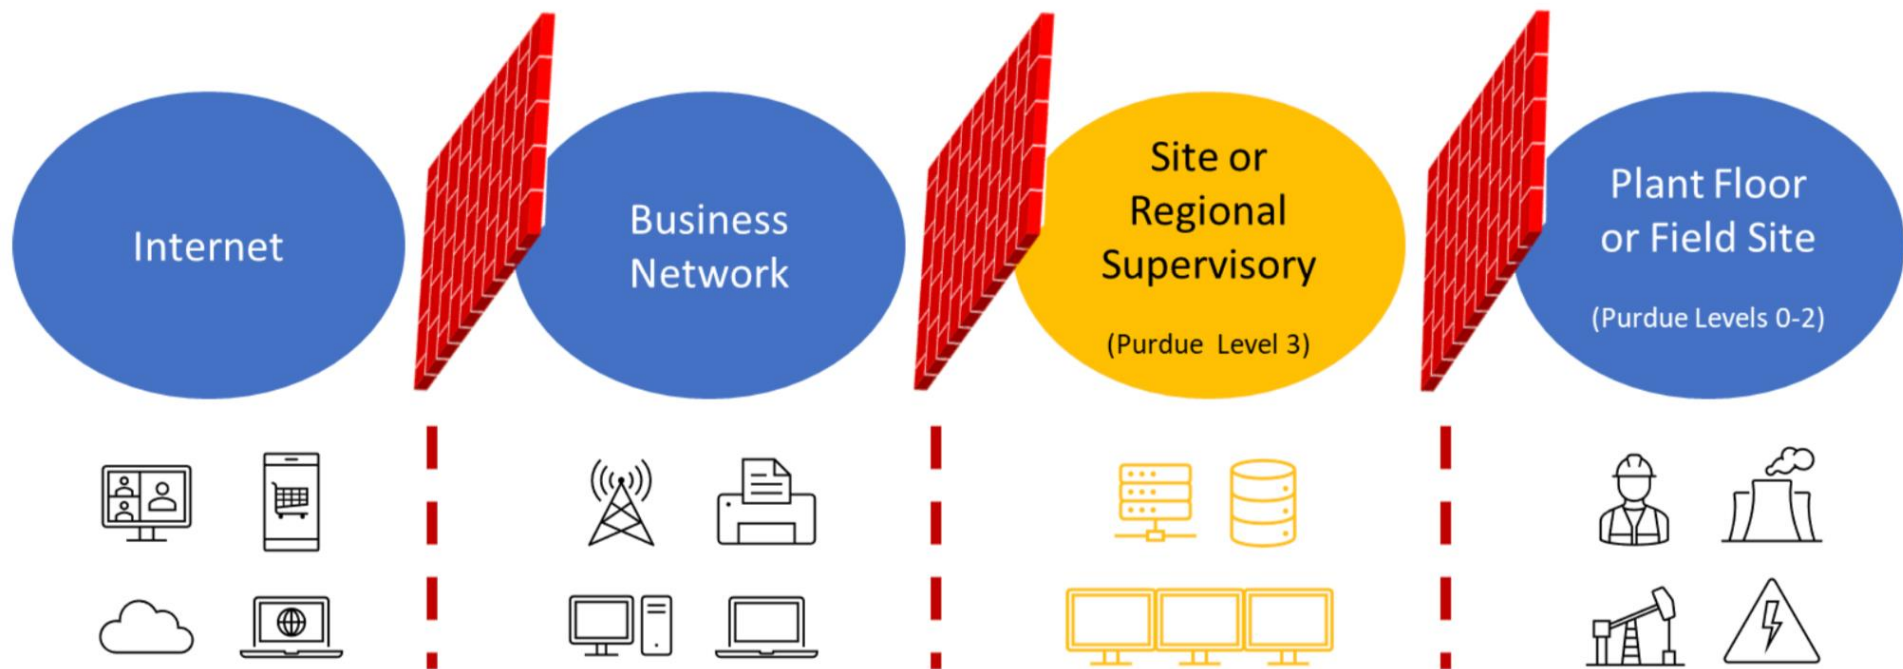 Internet
Business
Network
Site or
Regional
Supervisory
(Purdue Level 3)
Plant Floor
or Field Site
(Purdue Levels 0-2)